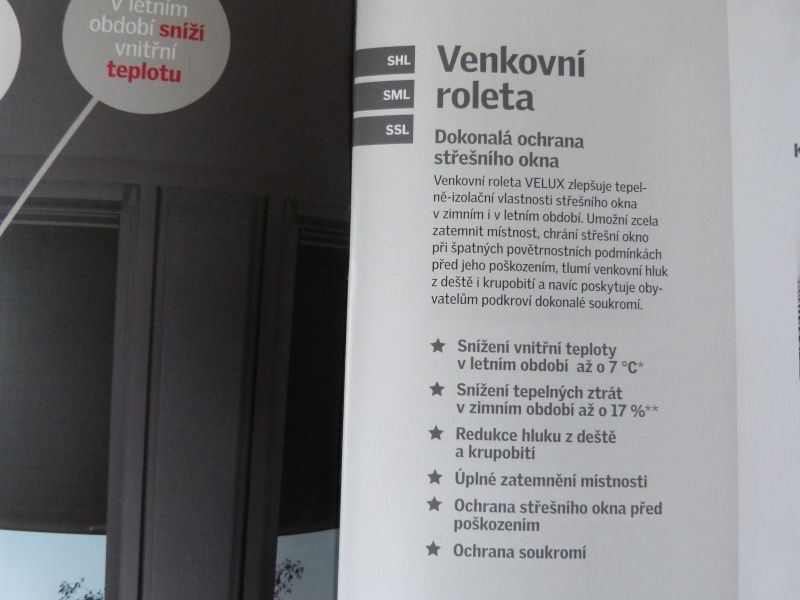 v letním
období sníží
vnitřní
teplotu
SHL
SML
SSL
Venkovní
roleta
Dokonalá ochrana
střešního okna
Venkovní roleta VELUX zlepšuje tepel-
ně-izolační vlastnosti střešního okna
v zimním i v letním období. Umožní zcela
zatemnit místnost, chrání střešní okno
při špatných povětrnostních podmínkách
před jeho poškozením, tlumí venkovní hluk
z deště i krupobití a navíc poskytuje oby-
vatelům podkroví dokonalé soukromí.
★ Snížení vnitřní teploty
v letním období až o 7 °C*
★ Snížení tepelných ztrát
v zimním období až o 17 %**
★ Redukce hluku z deště
a krupobití
★ Úplné zatemnění místnosti
★ Ochrana střešního okna před
poškozením
★ Ochrana soukromí
K